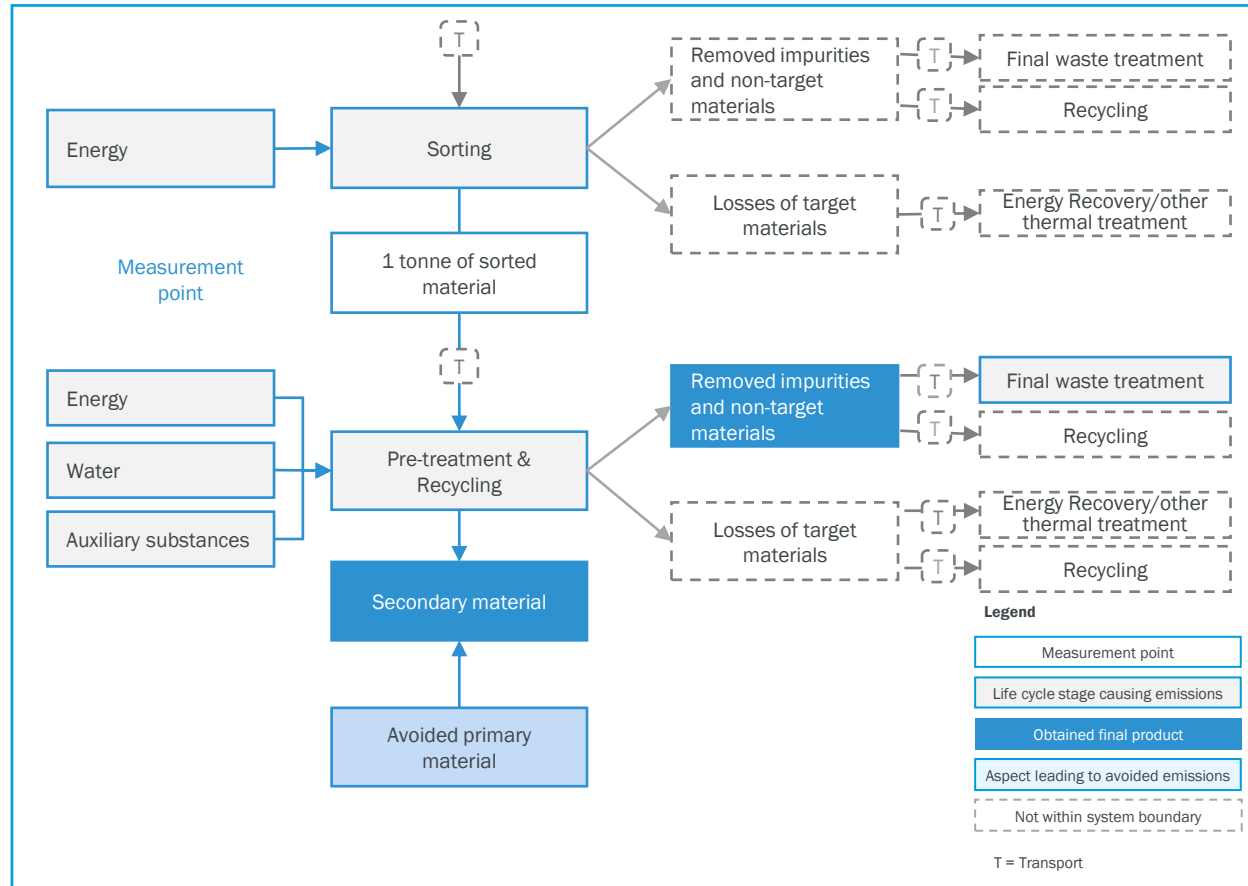 T
Removed impurities
and non-target
materials
T
Final waste treatment
T
Recycling
Energy
Sorting
Losses of target
materials
T
Energy Recovery/other
thermal treatment
Measurement
point
1 tonne of sorted
material
T
Energy
Water
Auxiliary substances
Pre-treatment &
Recycling
Removed impurities
and non-target
materials
T
Final waste treatment
T
Recycling
Losses of target
materials
T
Energy Recovery/other
thermal treatment
T
Recycling
Secondary material
Avoided primary
material
Legend
Measurement point
Life cycle stage causing emissions
Obtained final product
Aspect leading to avoided emissions
Not within system boundary
T = Transport